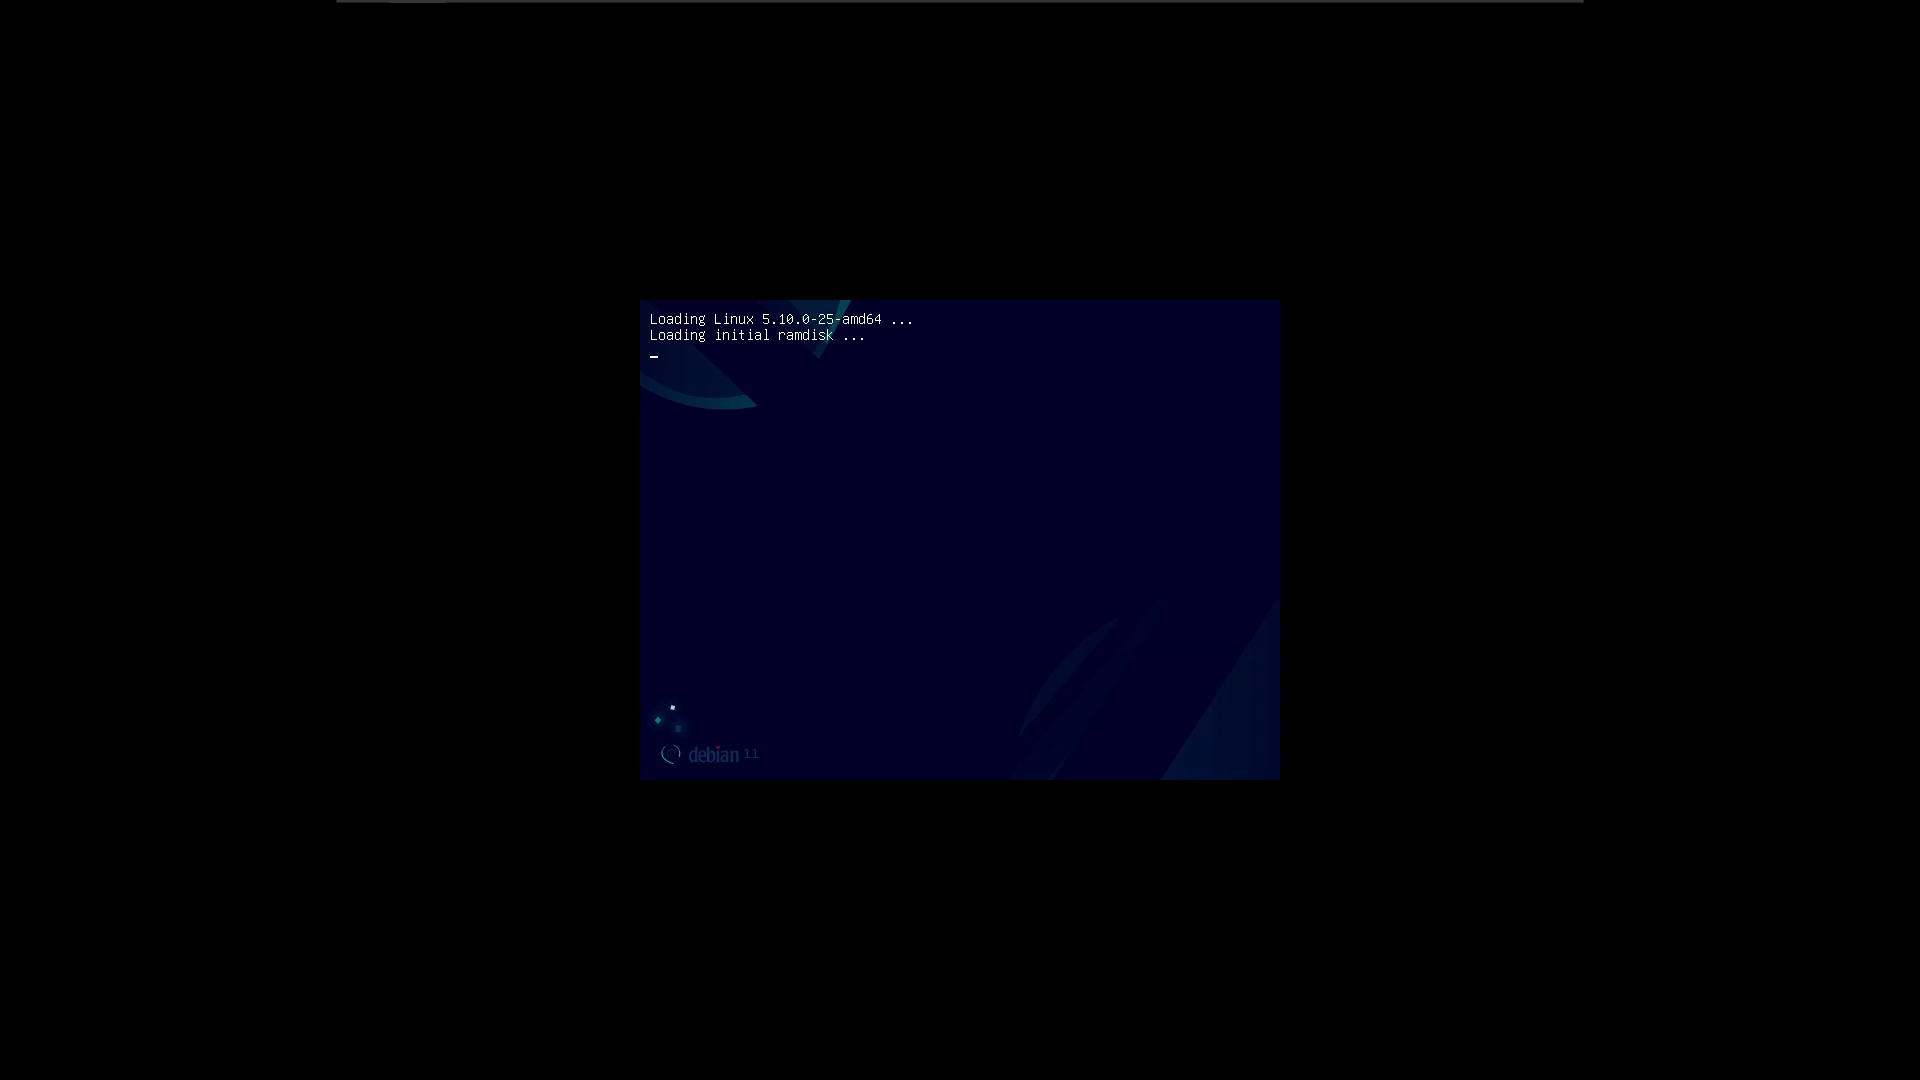 Loading Linux 5.10.0-25-amd64 ...
Loading initial ramdisk ...
debian 11